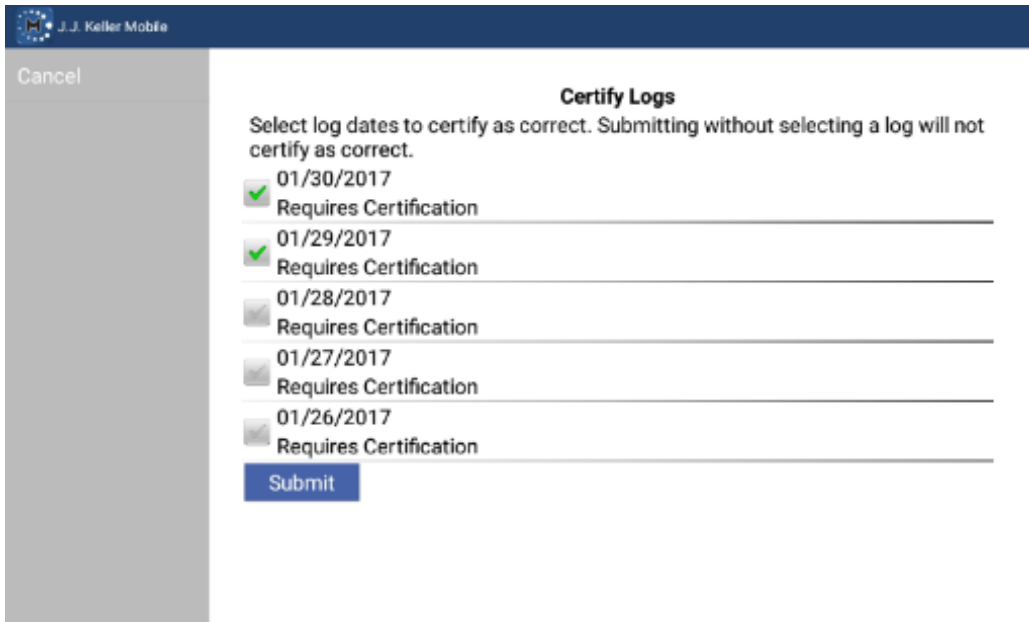 J.J. Keller Mobile
Cancel
Certify Logs
Select log dates to certify as correct. Submitting without selecting a log will not
certify as correct.
01/30/2017
Requires Certification
01/29/2017
Requires Certification
01/28/2017
Requires Certification
01/27/2017
Requires Certification
01/26/2017
Requires Certification
Submit